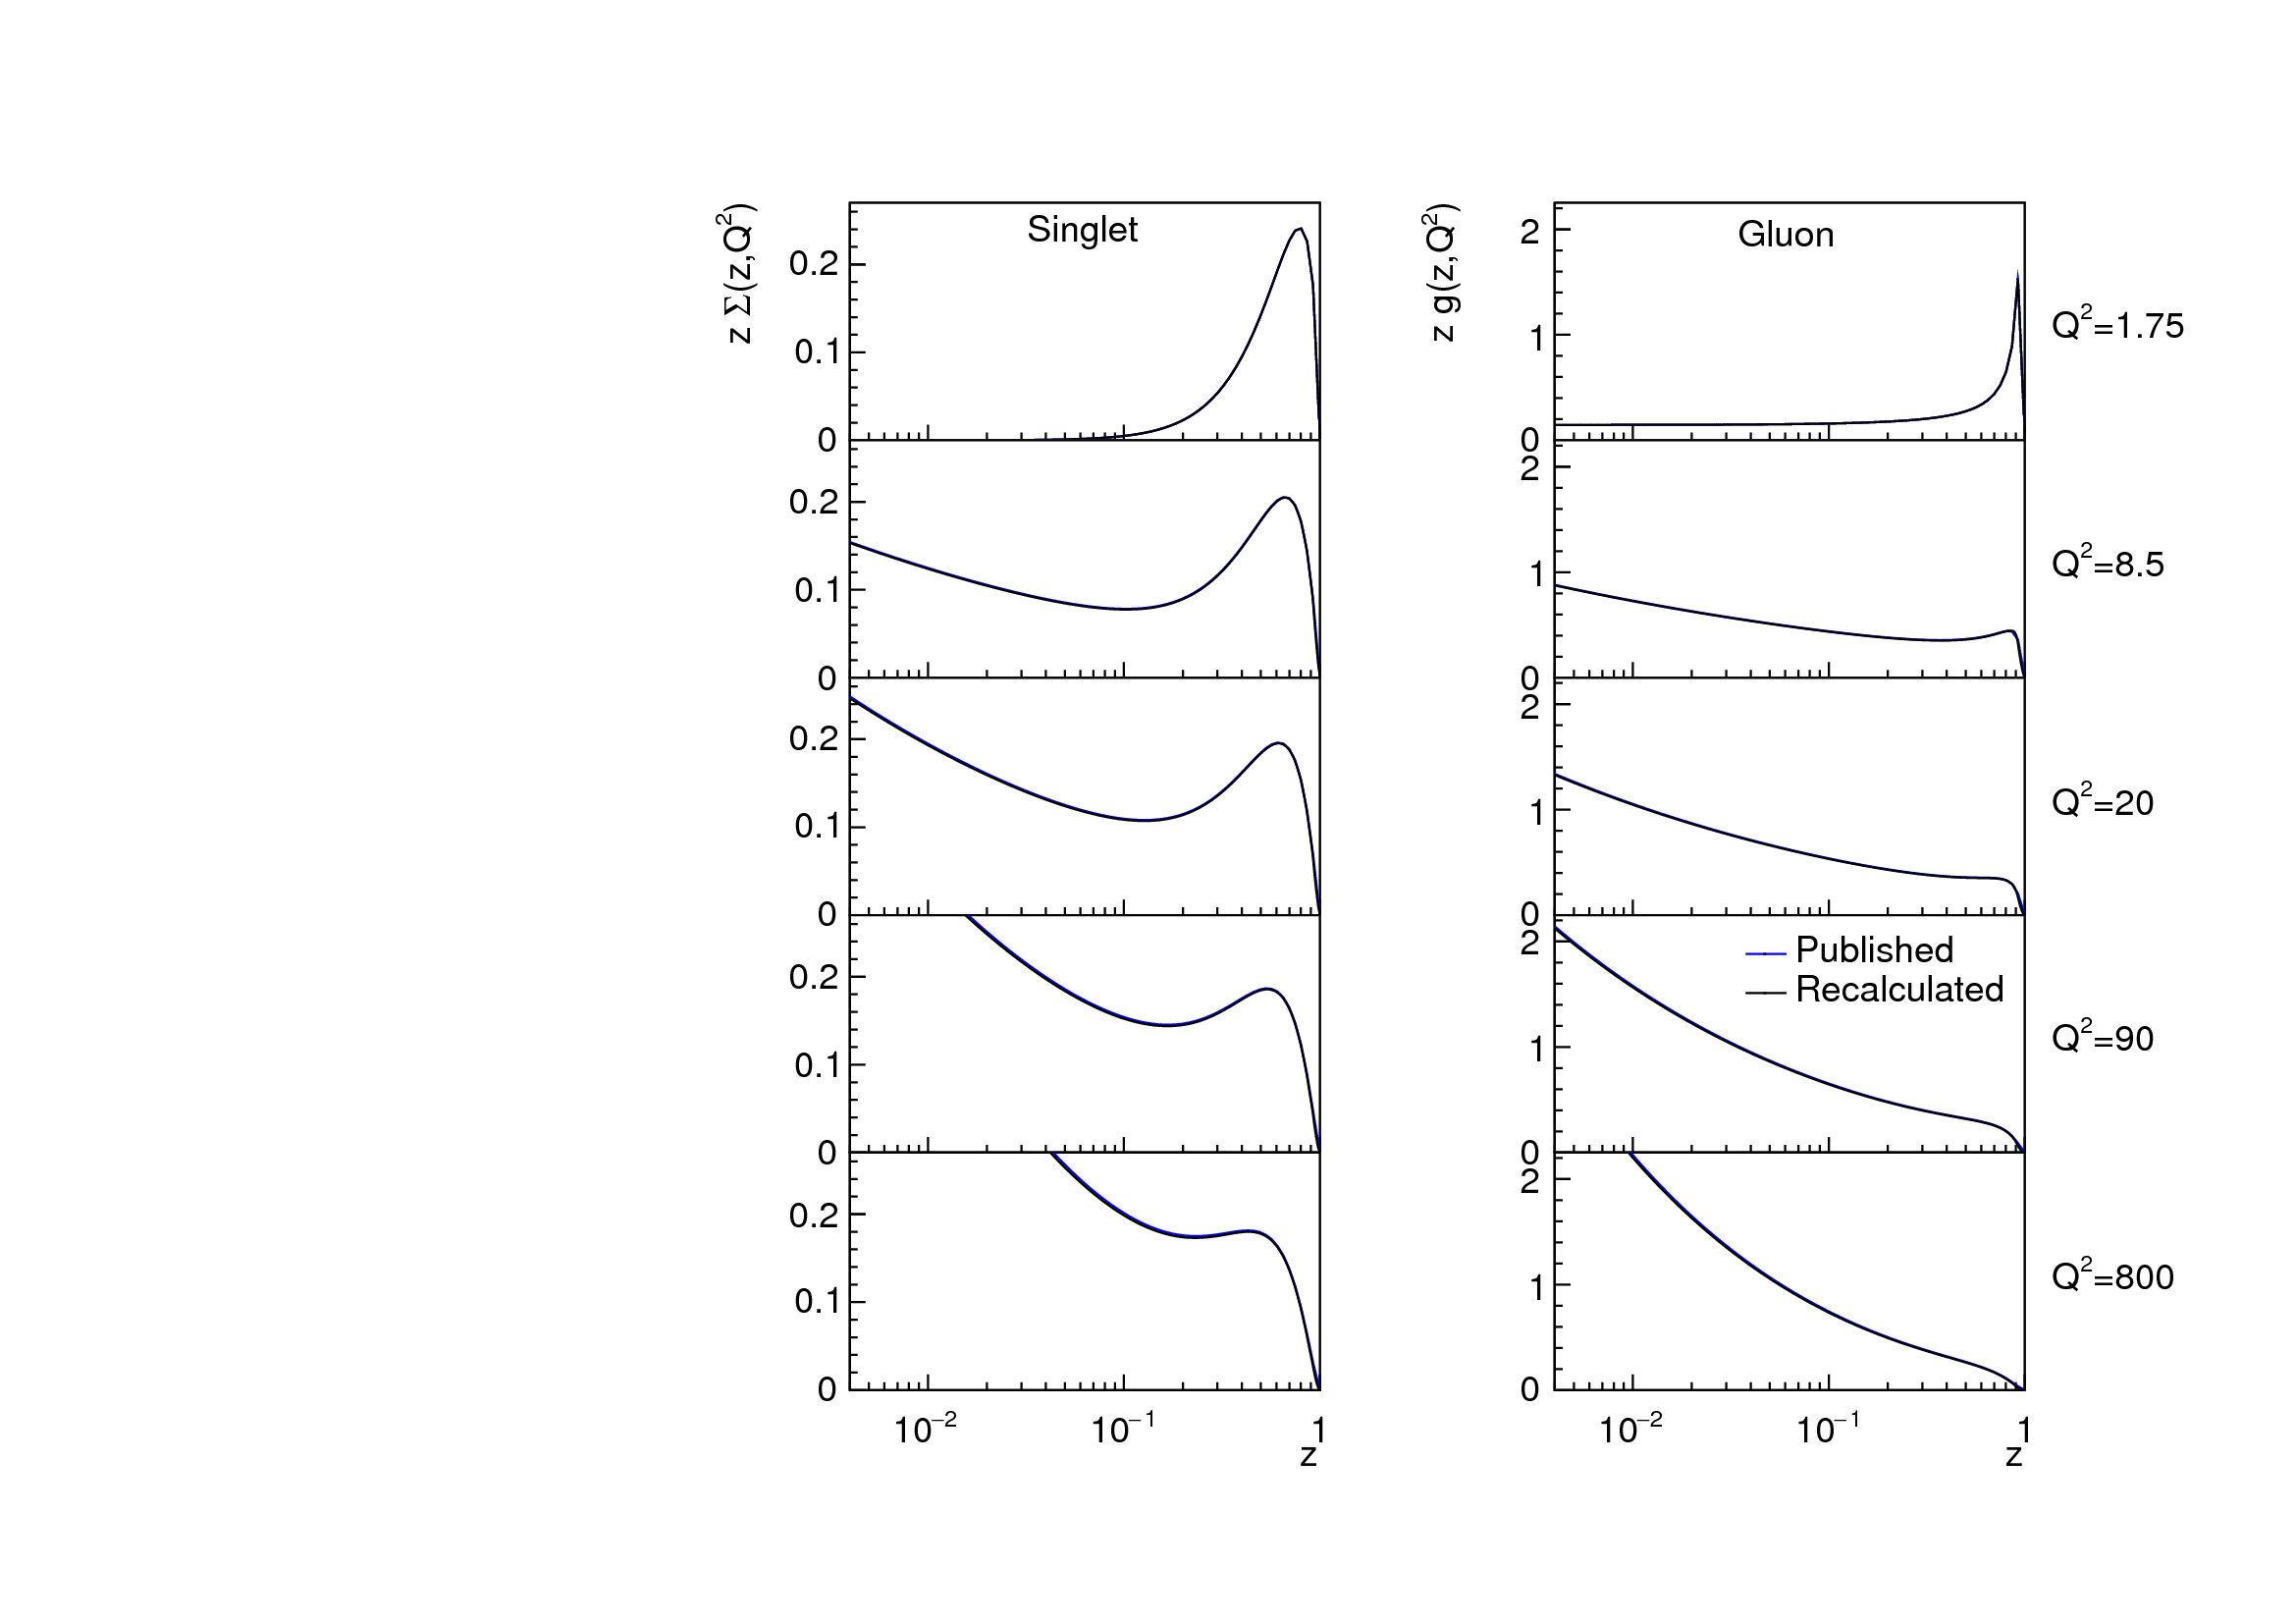 z Σ(z,Q²)
Singlet
0.2
0.1
0
z g(z,Q²)
Gluon
2
1
0
Q²=1.75
0.2
0.1
0
2
1
0
Q²=8.5
0.2
0.1
0
2
1
0
Q²=20
0.2
0.1
0
2
1
0
Published
Recalculated
Q²=90
0.2
0.1
0
2
1
0
Q²=800
10⁻² 10⁻¹ 1
z
10⁻² 10⁻¹ 1
z